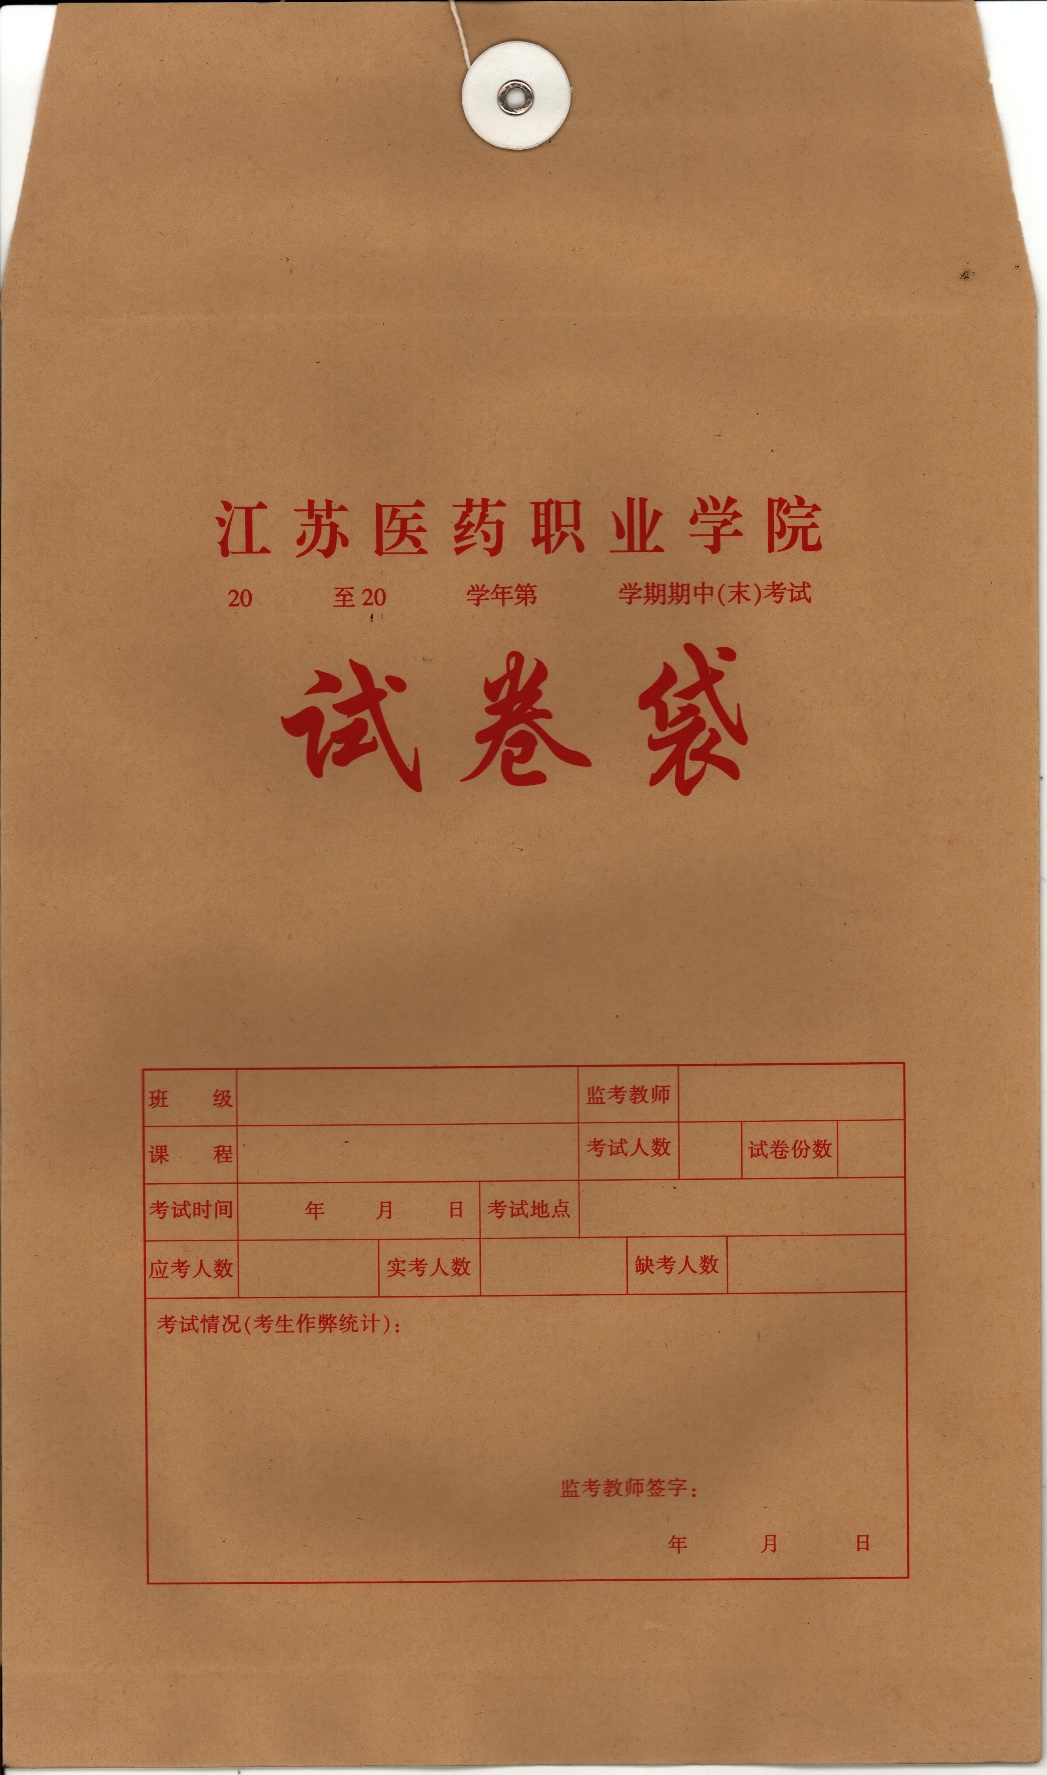 江苏医药职业学院
20 至20 学年第 学期期中(末)考试
试卷袋
班 级 监考教师
课 程 考试人数 试卷份数
考试时间 年 月 日 考试地点
应考人数 实考人数 缺考人数
考试情况(考生作弊统计):
监考教师签字:
年 月 日